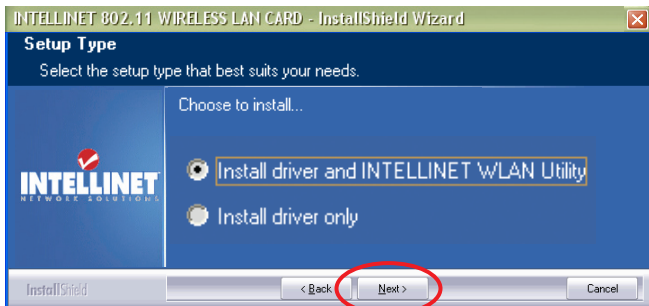 INTELLINET 802.11 WIRELESS LAN CARD - InstallShield Wizard
Setup Type
Select the setup type that best suits your needs.
Choose to install...
INTELLINET
NETWORK SOLUTIONS
Install driver and INTELLINET WLAN Utility
Install driver only
InstallShield
< Back
Next >
Cancel